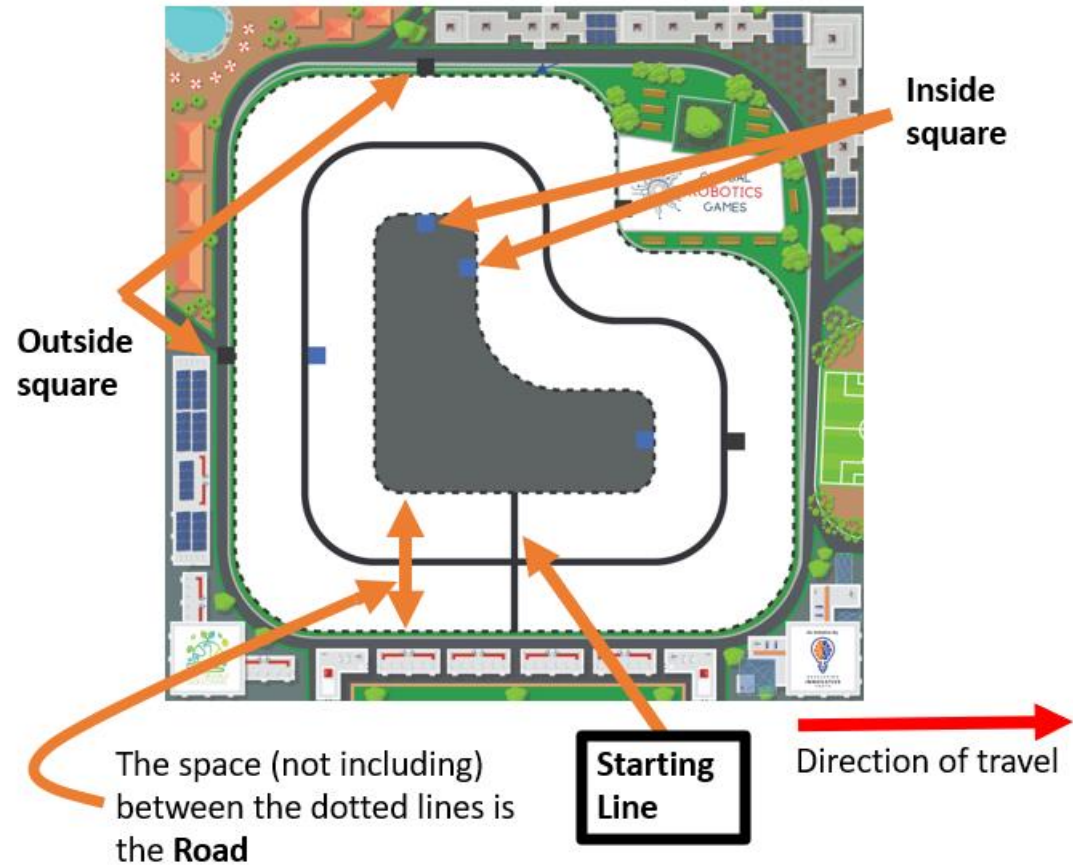 Inside
square
ROBOTICS
GAMES
Outside
square
The space (not including)
between the dotted lines is
the Road
Starting
Line
Direction of travel